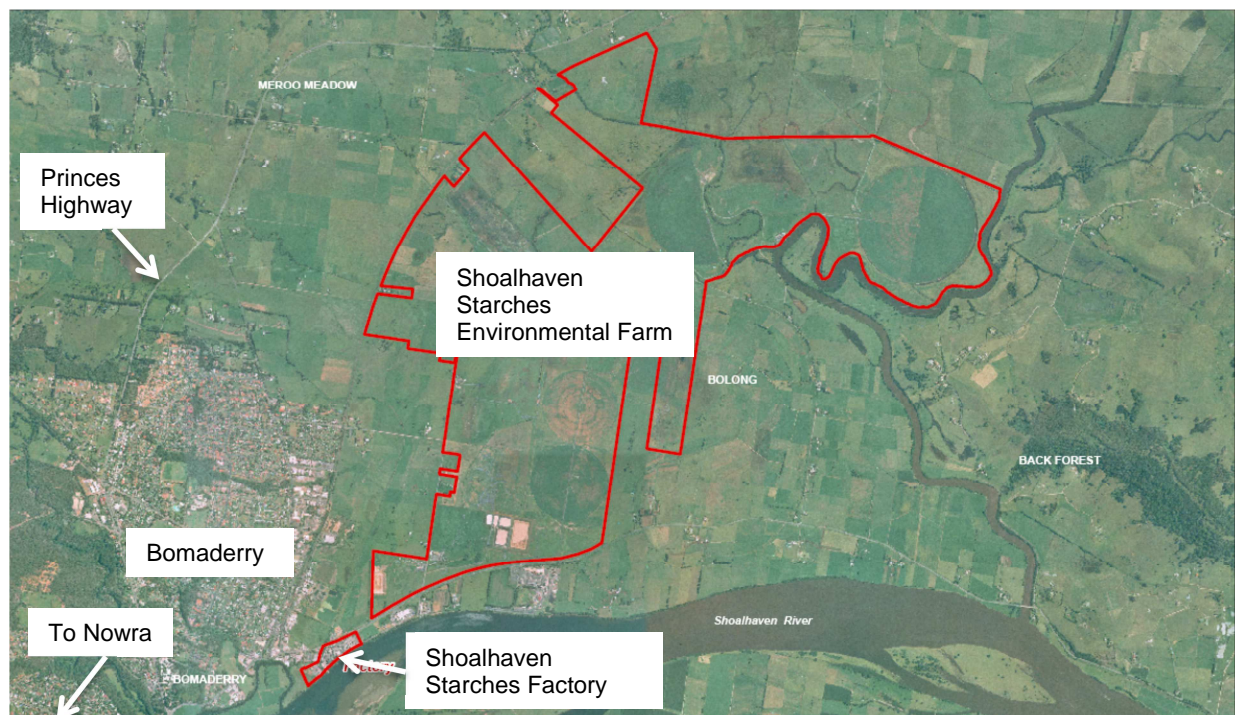 MEROO MEADOW
Princes
Highway
Shoalhaven
Starches
Environmental Farm
BOLONG
BACK FOREST
Bomaderry
To Nowra
Shoalhaven River
Shoalhaven
Starches Factory
Factory
BOMADERRY